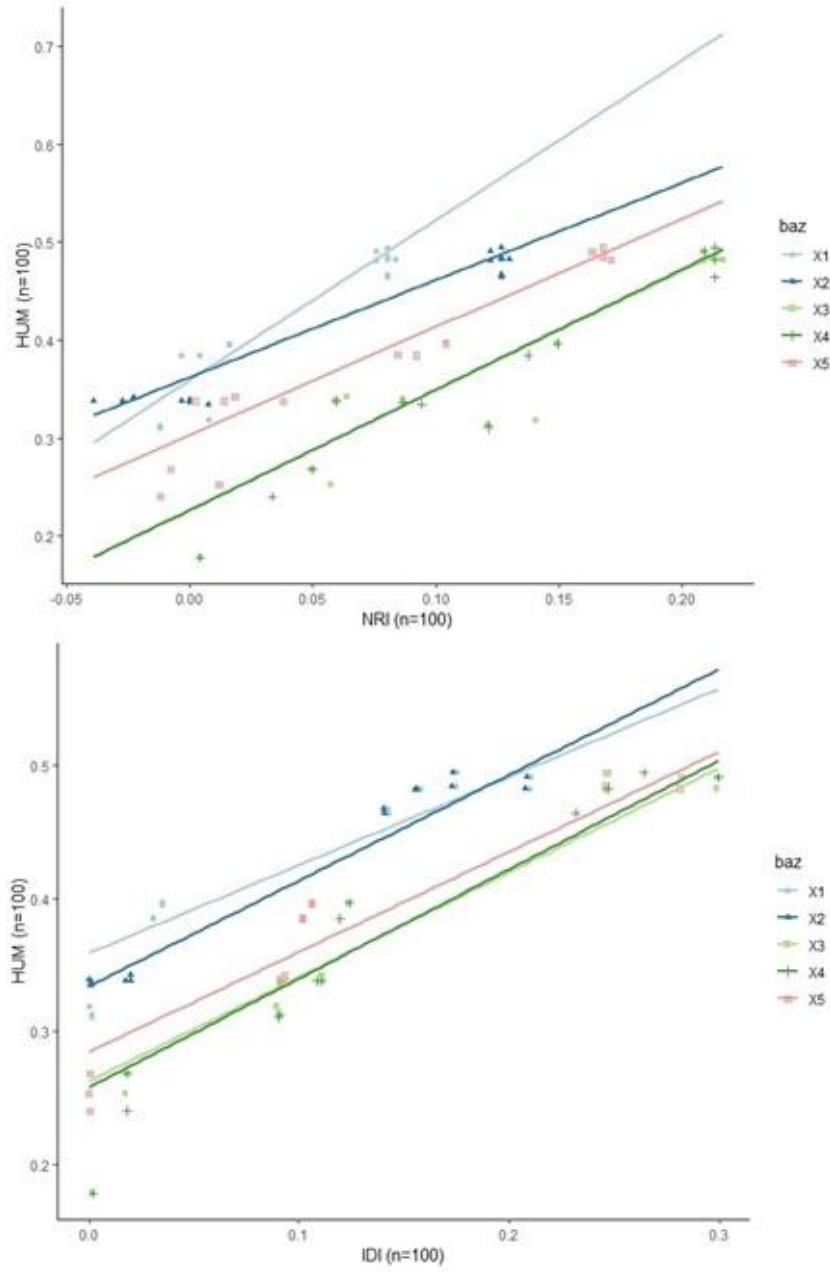 0.7
0.6
0.5
0.4
0.3
0.2
HUM (n=100)
-0.05
0.00
0.05
0.10
0.15
0.20
NRI (n=100)
baz
X1
X2
X3
X4
X5
0.5
0.4
0.3
0.2
HUM (n=100)
0.0
0.1
0.2
0.3
IDI (n=100)
baz
X1
X2
X3
X4
X5